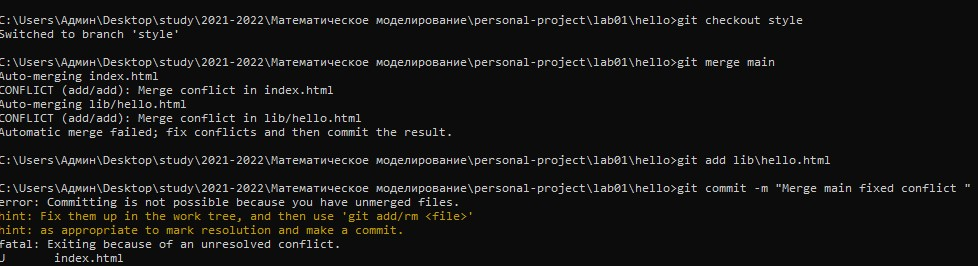 C:\Users\Админ\Desktop\study\2021-2022\Математическое моделирование\personal-project\lab01\hello>git checkout style
Switched to branch 'style'
C:\Users\Админ\Desktop\study\2021-2022\Математическое моделирование\personal-project\lab01\hello>git merge main
Auto-merging index.html
CONFLICT (add/add): Merge conflict in index.html
Auto-merging lib/hello.html
CONFLICT (add/add): Merge conflict in lib/hello.html
Automatic merge failed; fix conflicts and then commit the result.
C:\Users\Админ\Desktop\study\2021-2022\Математическое моделирование\personal-project\lab01\hello>git add lib\hello.html
C:\Users\Админ\Desktop\study\2021-2022\Математическое моделирование\personal-project\lab01\hello>git commit -m "Merge main fixed conflict "
error: Committing is not possible because you have unmerged files.
hint: Fix them up in the work tree, and then use 'git add/rm <file>'
hint: as appropriate to mark resolution and make a commit.
fatal: Exiting because of an unresolved conflict.
U       index.html